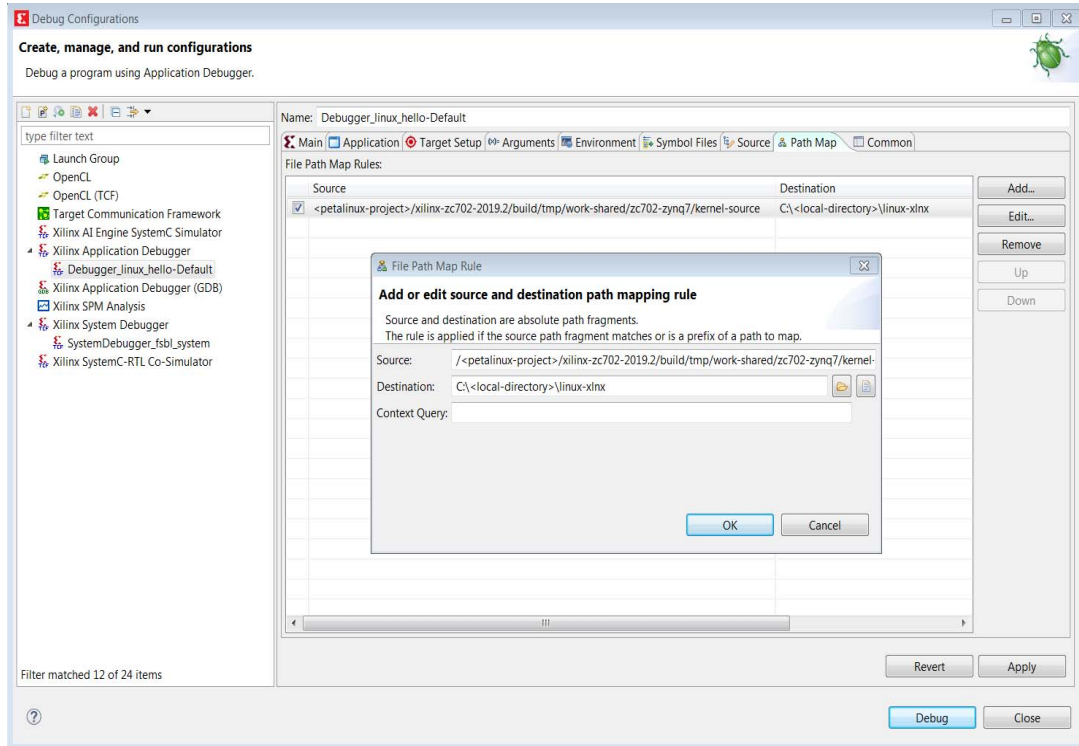 Debug Configurations
Create, manage, and run configurations
Debug a program using Application Debugger.
type filter text
Launch Group
OpenCL
OpenCL (TCF)
Target Communication Framework
Xilinx AI Engine SystemC Simulator
Xilinx Application Debugger
Debugger_linux_hello-Default
Xilinx Application Debugger (GDB)
Xilinx SPM Analysis
Xilinx System Debugger
SystemDebugger_fsbl_system
Xilinx SystemC-RTL Co-Simulator
Filter matched 12 of 24 items
Name: Debugger_linux_hello-Default
Main Application Target Setup Arguments Environment Symbol Files Source Path Map Common
File Path Map Rules:
Source Destination
<petalinux-project>/xilinx-zc702-2019.2/build/tmp/work-shared/zc702-zynq7/kernel-source C:\<local-directory>\linux-xlnx
Add...
Edit...
Remove
Up
Down
File Path Map Rule
Add or edit source and destination path mapping rule
Source and destination are absolute path fragments.
The rule is applied if the source path fragment matches or is a prefix of a path to map.
Source: /<petalinux-project>/xilinx-zc702-2019.2/build/tmp/work-shared/zc702-zynq7/kernel-
Destination: C:\<local-directory>\linux-xlnx
Context Query:
OK Cancel
Revert Apply
Debug Close